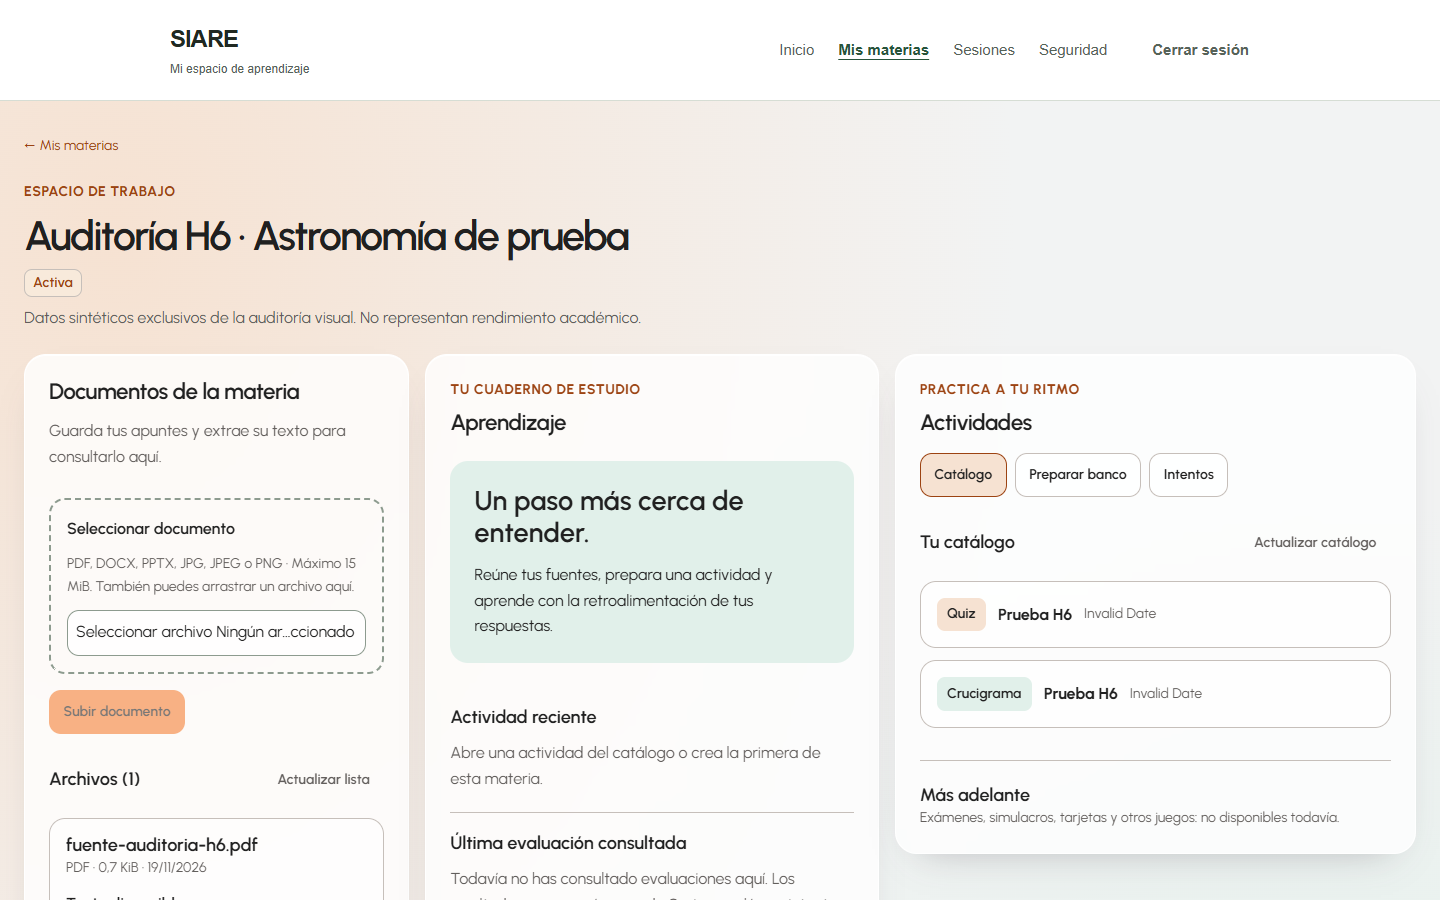 SIARE
Mi espacio de aprendizaje
Inicio
Mis materias
Sesiones
Seguridad
Cerrar sesión
← Mis materias
ESPACIO DE TRABAJO
Auditoría H6 · Astronomía de prueba
Activa
Datos sintéticos exclusivos de la auditoría visual. No representan rendimiento académico.
Documentos de la materia
Guarda tus apuntes y extrae su texto para
consultarlo aquí.
Seleccionar documento
PDF, DOCX, PPTX, JPG, JPEG o PNG · Máximo 15
MiB. También puedes arrastrar un archivo aquí.
Seleccionar archivo Ningún ar...ccionado
Subir documento
Archivos (1)
Actualizar lista
fuente-auditoria-h6.pdf
PDF · 0,7 KiB · 19/11/2026
TU CUADERNO DE ESTUDIO
Aprendizaje
Un paso más cerca de
entender.
Reúne tus fuentes, prepara una actividad y
aprende con la retroalimentación de tus
respuestas.
Actividad reciente
Abre una actividad del catálogo o crea la primera de
esta materia.
Última evaluación consultada
Todavía no has consultado evaluaciones aquí. Los
PRACTICA A TU RITMO
Actividades
Catálogo
Preparar banco
Intentos
Tu catálogo
Actualizar catálogo
Quiz
Prueba H6
Invalid Date
Crucigrama
Prueba H6
Invalid Date
Más adelante
Exámenes, simulacros, tarjetas y otros juegos: no disponibles todavía.